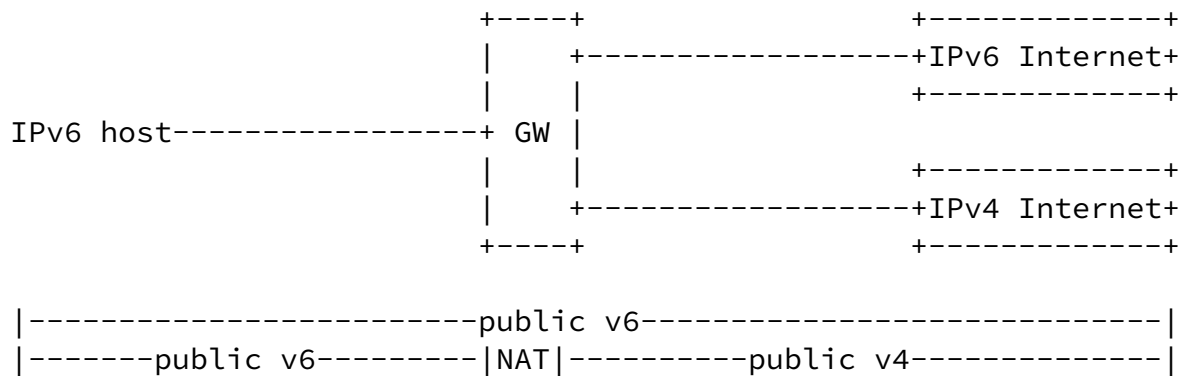 +----+                  +-------------+
                          |    +------------------+IPv6 Internet+
                          |    |                  +-------------+
IPv6 host-----------------+ GW |
                          |    |                  +-------------+
                          |    +------------------+IPv4 Internet+
                          +----+                  +-------------+

|-------------------------public v6-----------------------------|
|-------public v6---------|NAT|----------public v4--------------|